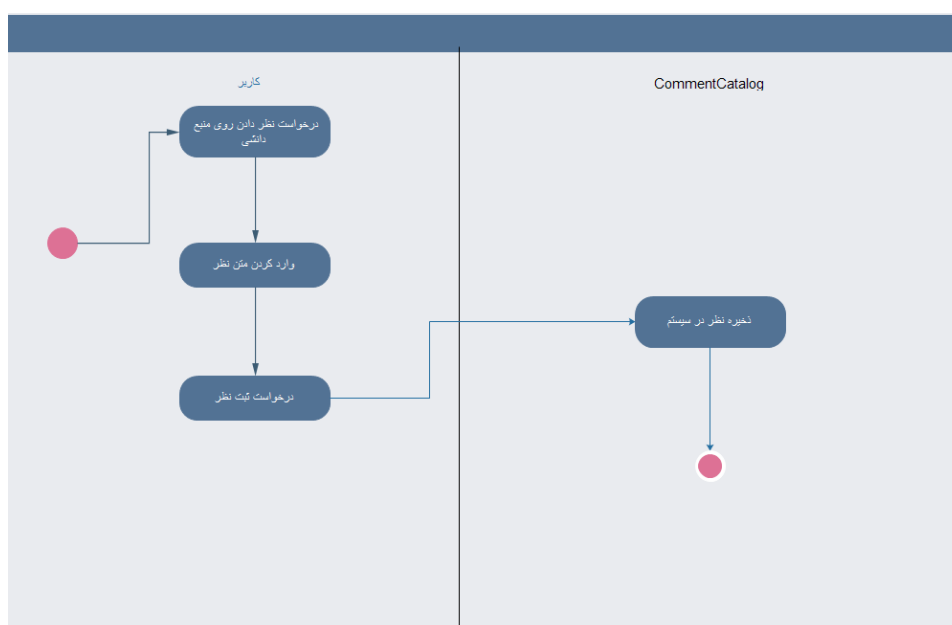 کاربر
CommentCatalog
درخواست نظر دادن روی منبع
دانشی
وارد کردن متن نظر
ذخیره نظر در سیستم
درخواست ثبت نظر